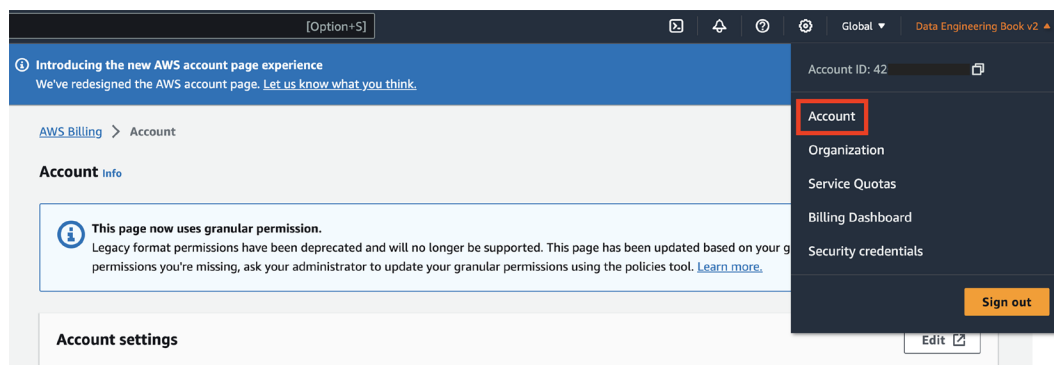 [Option+S]
Global
Data Engineering Book v2
Introducing the new AWS account page experience
We've redesigned the AWS account page. Let us know what you think.
Account ID: 42
AWS Billing > Account
Account
Organization
Service Quotas
Billing Dashboard
Security credentials
Sign out
Account Info
This page now uses granular permission.
Legacy format permissions have been deprecated and will no longer be supported. This page has been updated based on your g
permissions you're missing, ask your administrator to update your granular permissions using the policies tool. Learn more.
Account settings
Edit